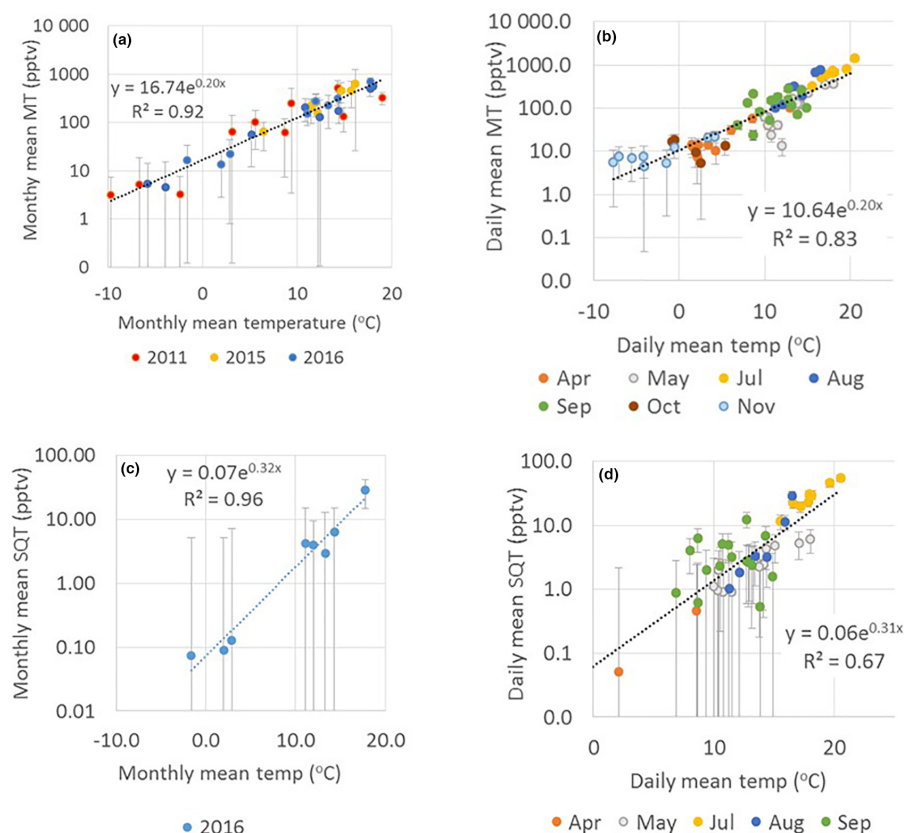 (a)
Monthy mean MT (pptv)
10 000
1000
100
10
1
0
y = 16.74e^0.20x
R² = 0.92
-10 0 10 20
Monthly mean temperature (°C)
2011 2015 2016
(b)
Daily mean MT (pptv)
10 000.0
1000.0
100.0
10.0
1.0
0.1
0.0
y = 10.64e^0.20x
R² = 0.83
-10 0 10 20
Daily mean temp (°C)
Apr May Jul Aug
Sep Oct Nov
(c)
Monthly mean SQT (pptv)
100.00
10.00
1.00
0.10
0.01
y = 0.07e^0.32x
R² = 0.96
-10.0 0.0 10.0 20.0
Monthly mean temp (°C)
2016
(d)
Daily mean SQT (pptv)
100.0
10.0
1.0
0.1
0.0
y = 0.06e^0.31x
R² = 0.67
0 10 20
Daily mean temp (°C)
Apr May Jul Aug Sep